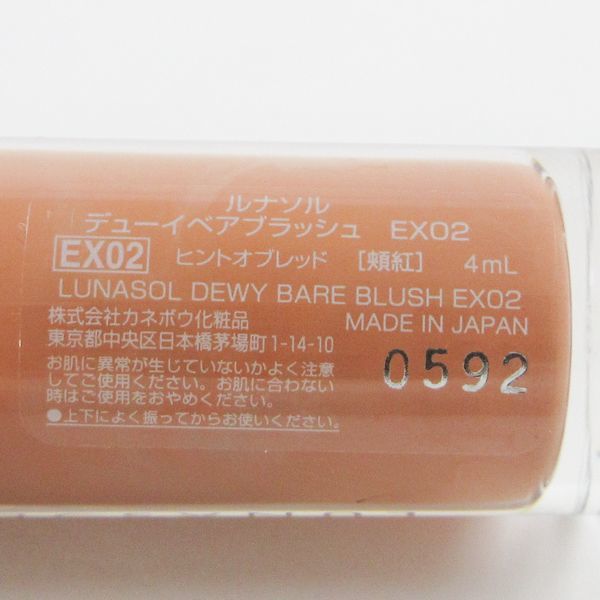 ルナソル
デューイベアブラッシュ EX02
EX02 ヒントオブレッド [頬紅] 4mL
LUNASOL DEWY BARE BLUSH EX02
株式会社カネボウ化粧品 MADE IN JAPAN
東京都中央区日本橋茅場町1-14-10
0592
お肌に異常が生じていないかよく注意
してご使用ください。お肌に合わない
時はご使用をおやめください。
●上下によく振ってからお使いください。